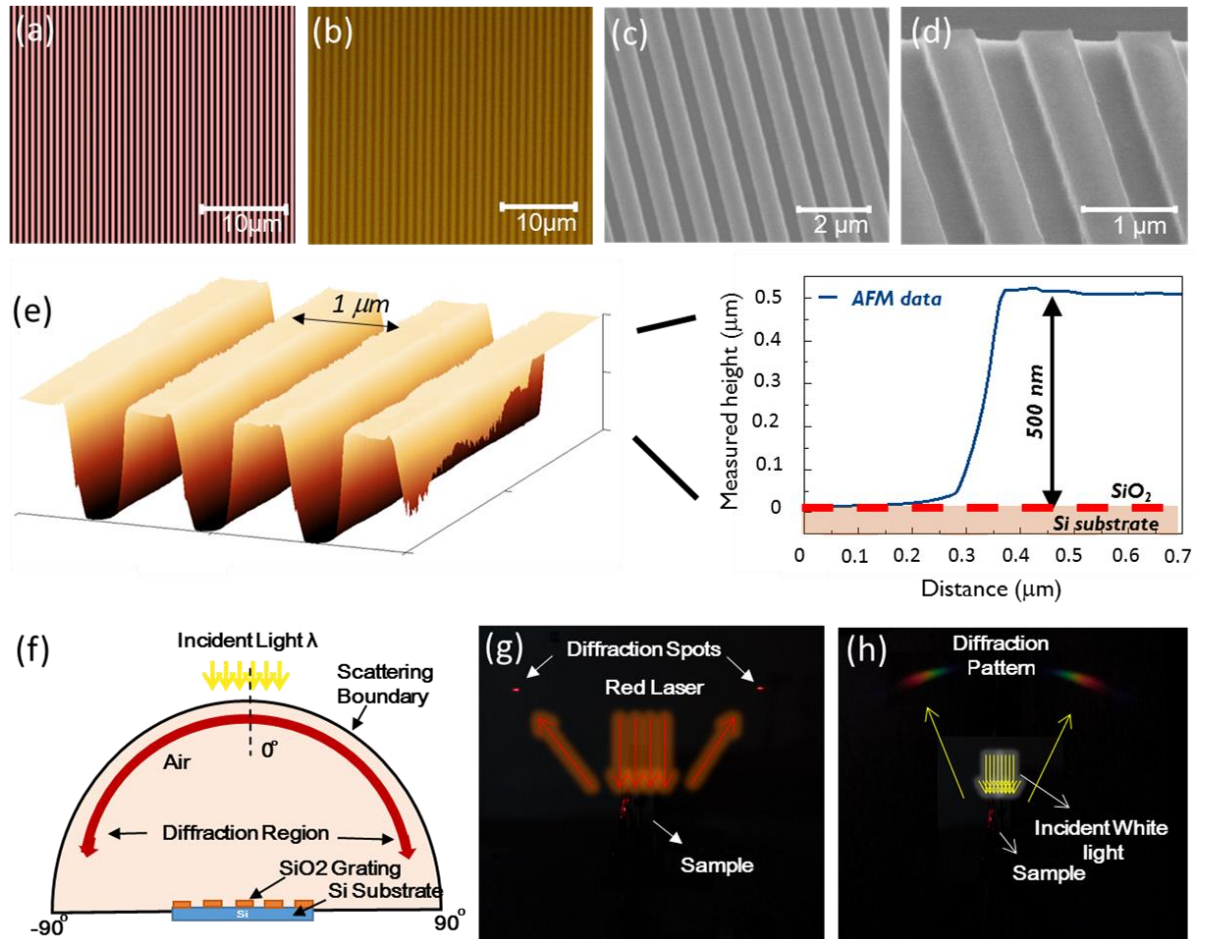 (a)
10μm
(b)
10μm
(c)
2 μm
(d)
1 μm
(e)
1 μm
Measured height (μm)
0.5
0.4
0.3
0.2
0.1
0
AFM data
500 nm
SiO2
Si substrate
0 0.1 0.2 0.3 0.4 0.5 0.6 0.7
Distance (μm)
(f)
Incident Light λ
Scattering
Boundary
0°
Air
Diffraction Region
SiO2 Grating
Si Substrate
Si
-90° 90°
(g)
Diffraction Spots
Red Laser
Sample
(h)
Diffraction
Pattern
Incident White
light
Sample